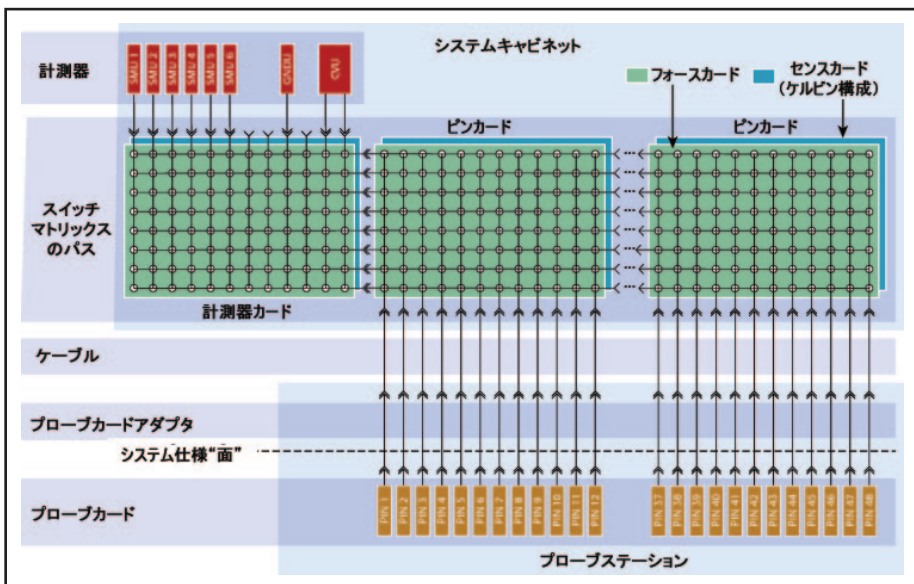 システムキャビネット
計測器
SMU 1
SMU 2
SMU 3
SMU 4
SMU 5
SMU 6
GNDU
CVU
フォースカード
センスカード
(ケルビン構成)
ピンカード
ピンカード
スイッチ
マトリックス
のパス
計測器カード
ケーブル
プローブカードアダプタ
システム仕様“面”
プローブカード
PIN 1
PIN 2
PIN 3
PIN 4
PIN 5
PIN 6
PIN 7
PIN 8
PIN 9
PIN 10
PIN 11
PIN 12
PIN 37
PIN 38
PIN 39
PIN 40
PIN 41
PIN 42
PIN 43
PIN 44
PIN 45
PIN 46
PIN 47
PIN 48
プローブステーション